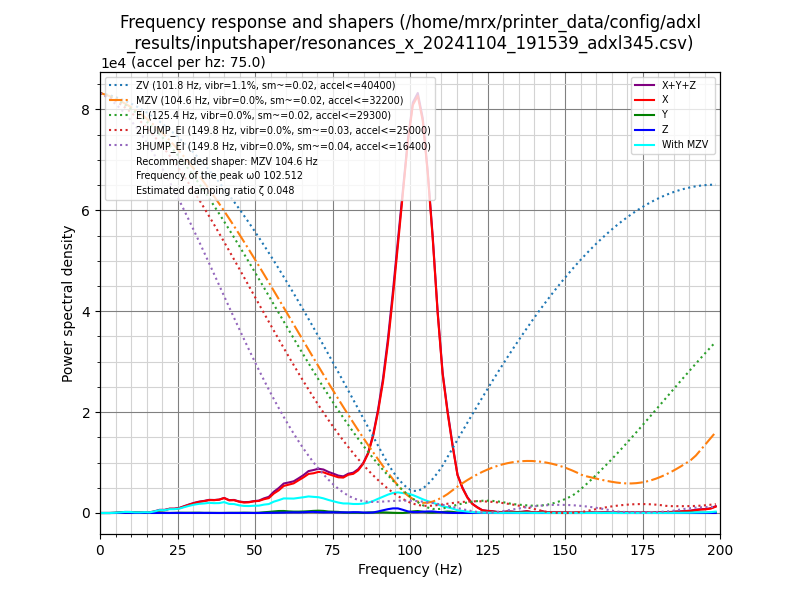 Frequency response and shapers (/home/mrx/printer_data/config/adxl
_results/inputshaper/resonances_x_20241104_191539_adxl345.csv)
1e4 (accel per hz: 75.0)
ZV (101.8 Hz, vibr=1.1%, sm~=0.02, accel<=40400)
MZV (104.6 Hz, vibr=0.0%, sm~=0.02, accel<=32200)
EI (125.4 Hz, vibr=0.0%, sm~=0.02, accel<=29300)
2HUMP_EI (149.8 Hz, vibr=0.0%, sm~=0.03, accel<=25000)
3HUMP_EI (149.8 Hz, vibr=0.0%, sm~=0.04, accel<=16400)
Recommended shaper: MZV 104.6 Hz
Frequency of the peak ω0 102.512
Estimated damping ratio ζ 0.048
X+Y+Z
X
Y
Z
With MZV
Power spectral density
8
6
4
2
0
0 25 50 75 100 125 150 175 200
Frequency (Hz)